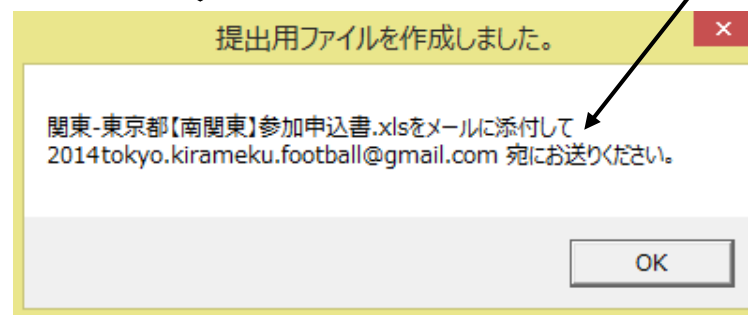 提出用ファイルを作成しました。
関東-東京都【南関東】参加申込書.xlsをメールに添付して
2014tokyo.kirameku.football@gmail.com 宛にお送りください。
OK